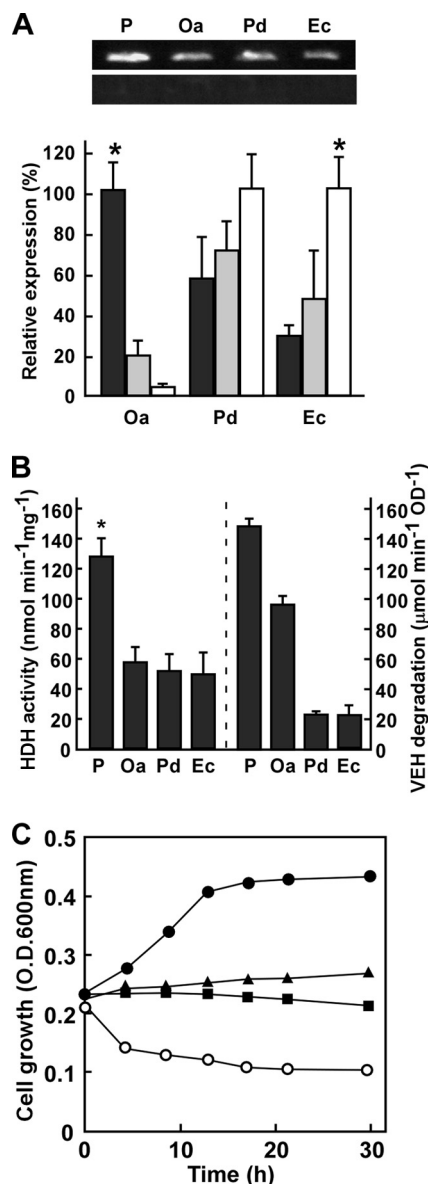 A
P Oa Pd Ec
Relative expression (%)
120
100
80
60
40
20
0
*
*
Oa Pd Ec
B
HDH activity (nmol min-1mg-1)
160
140
120
100
80
60
40
20
0
*
P Oa Pd Ec P Oa Pd Ec
160
140
120
100
80
60
40
20
0
VEH degradation (μmol min-1 OD-1)
C
Cell growth (O.D.600nm)
0.5
0.4
0.3
0.2
0.1
0
0 10 20 30
Time (h)